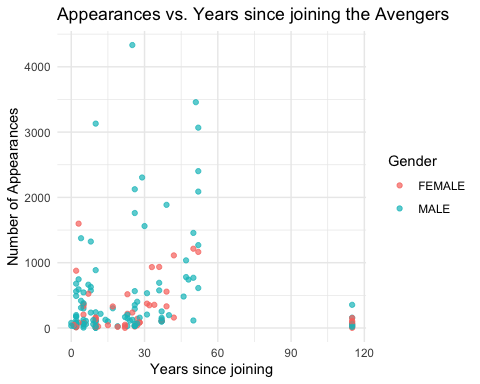 Appearances vs. Years since joining the Avengers
Number of Appearances
4000
3000
2000
1000
0
0 30 60 90 120
Years since joining
Gender
FEMALE
MALE